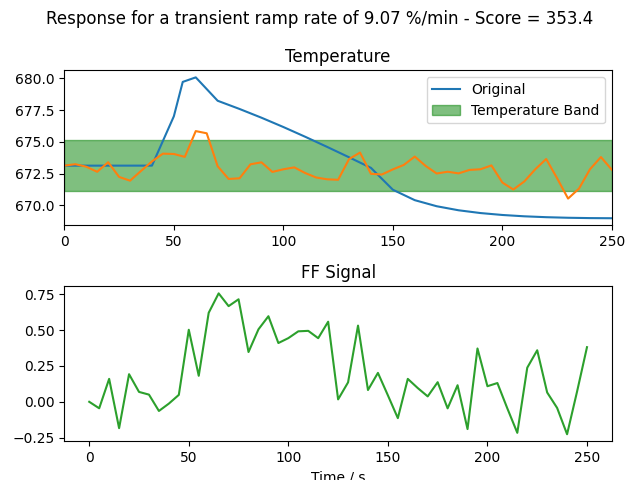 Response for a transient ramp rate of 9.07 %/min - Score = 353.4
Temperature
680.0
677.5
675.0
672.5
670.0
Original
Temperature Band
0 50 100 150 200 250
FF Signal
0.75
0.50
0.25
0.00
−0.25
0 50 100 150 200 250
Time / s